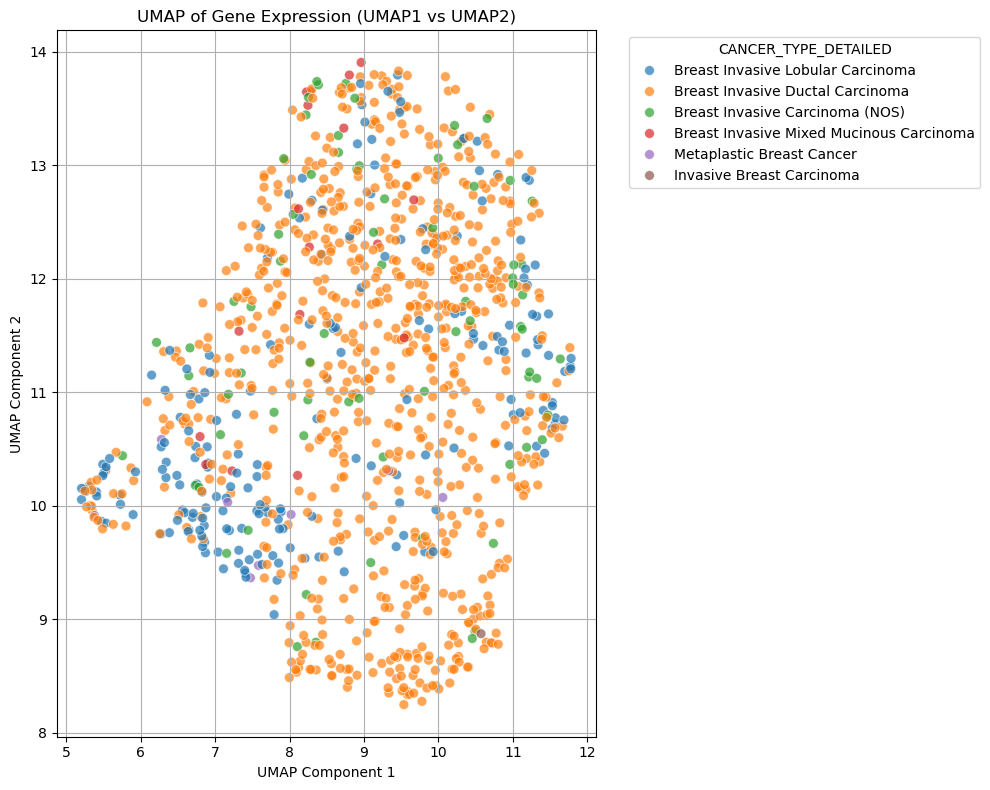 UMAP of Gene Expression (UMAP1 vs UMAP2)
CANCER_TYPE_DETAILED
Breast Invasive Lobular Carcinoma
Breast Invasive Ductal Carcinoma
Breast Invasive Carcinoma (NOS)
Breast Invasive Mixed Mucinous Carcinoma
Metaplastic Breast Cancer
Invasive Breast Carcinoma
UMAP Component 2
14
13
12
11
10
9
8
5 6 7 8 9 10 11 12
UMAP Component 1